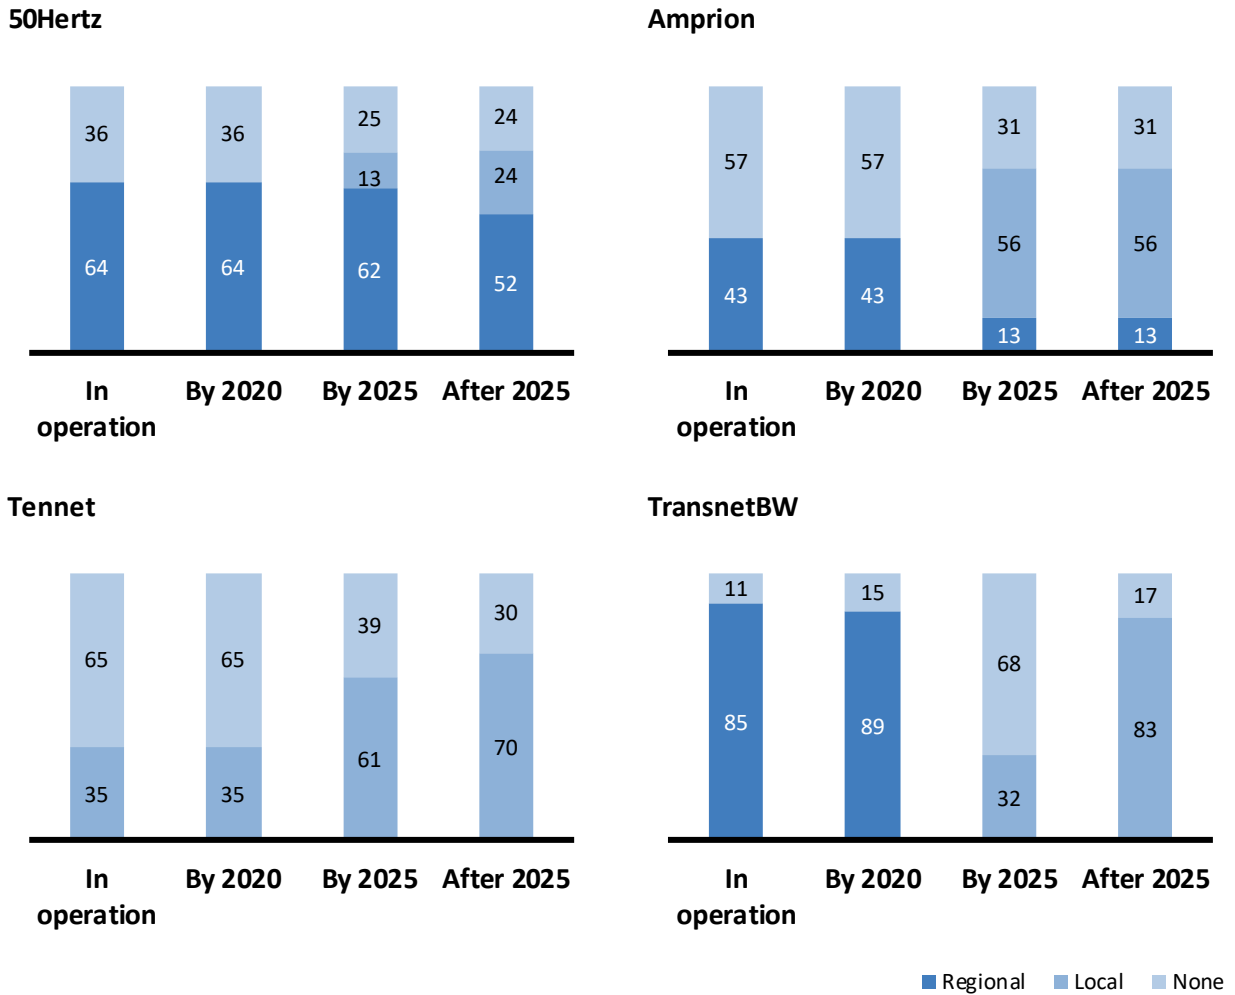 50Hertz
36
36
25
24
13
24
64
64
62
52
In operation
By 2020
By 2025
After 2025
Amprion
57
57
31
31
56
56
43
43
13
13
In operation
By 2020
By 2025
After 2025
Tennet
65
65
39
30
35
35
61
70
In operation
By 2020
By 2025
After 2025
TransnetBW
11
15
68
17
85
89
32
83
In operation
By 2020
By 2025
After 2025
Regional
Local
None